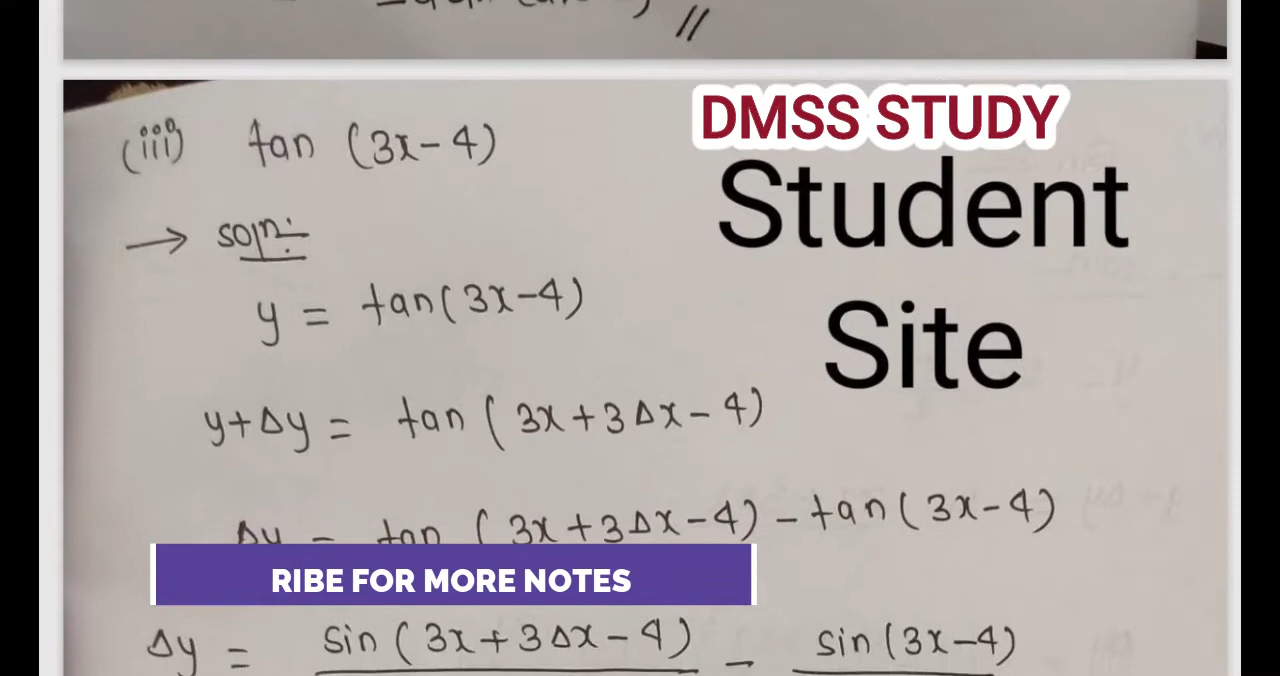 (iii) tan (3x-4)
DMSS STUDY
Student
Site
→ soln:
y = tan(3x-4)
y+Δy = tan ( 3x+3Δx-4)
Δy = tan ( 3x+3Δx-4) - tan(3x-4)
RIBE FOR MORE NOTES
Δy = sin ( 3x+3Δx-4) - sin(3x-4)